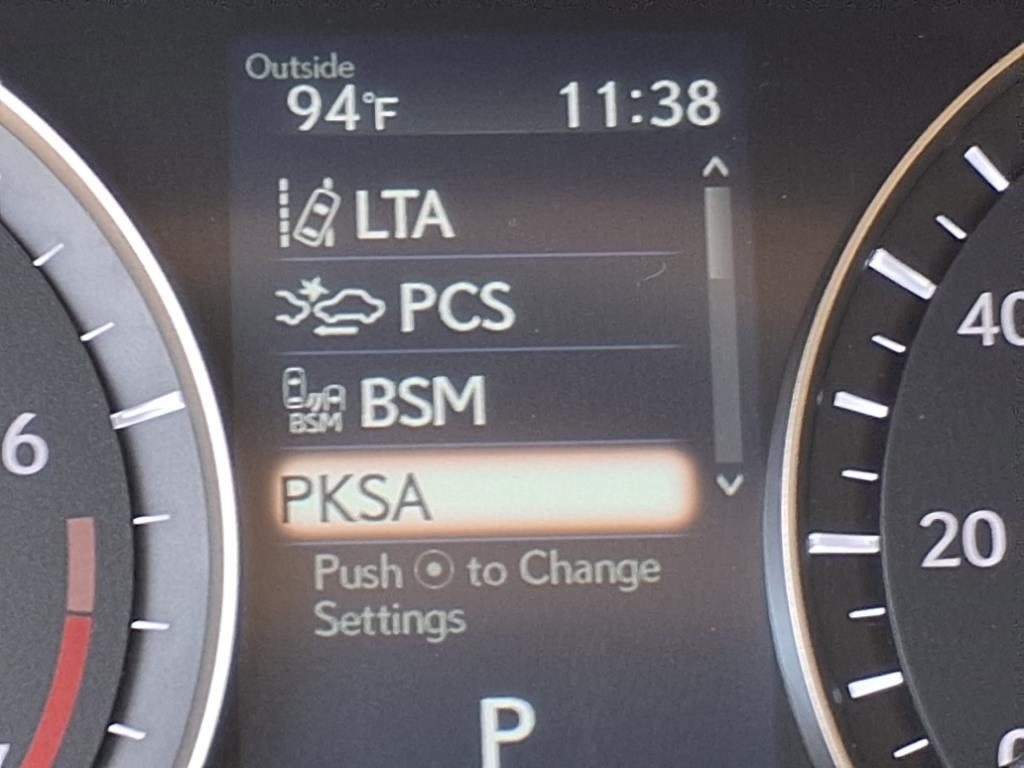 Outside
94°F 11:38
LTA
PCS
BSM BSM
PKSA
Push to Change
Settings
P
6
40
20